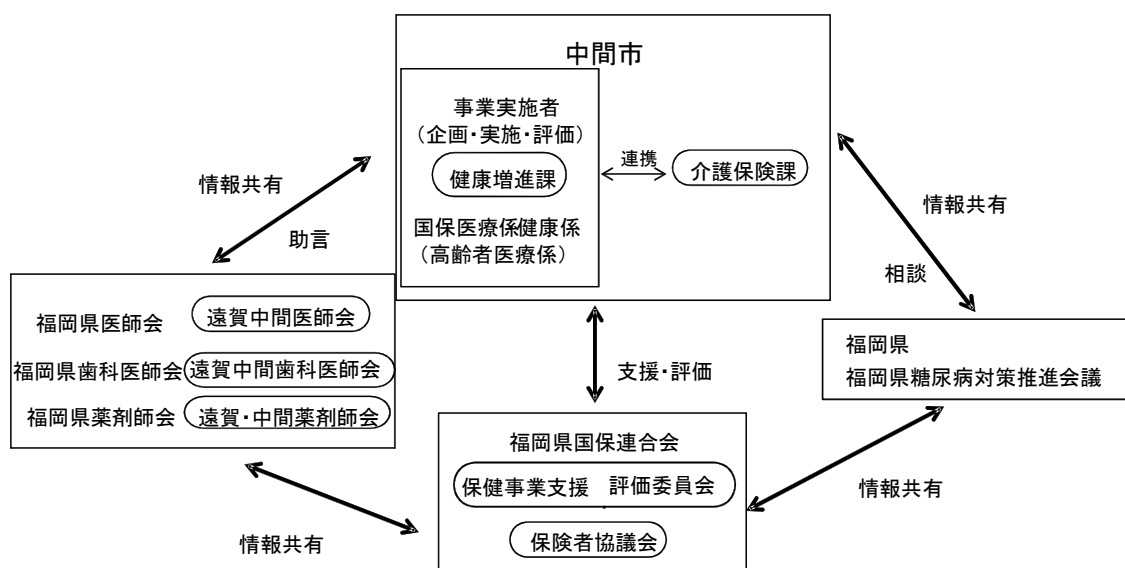 中間市
事業実施者
（企画・実施・評価）
健康増進課
連携
介護保険課
国保医療係健康係
（高齢者医療係）
情報共有
助言
情報共有
相談
福岡県医師会
遠賀中間医師会
福岡県歯科医師会
遠賀中間歯科医師会
福岡県薬剤師会
遠賀・中間薬剤師会
支援・評価
福岡県
福岡県糖尿病対策推進会議
福岡県国保連合会
保健事業支援　評価委員会
保険者協議会
情報共有
情報共有